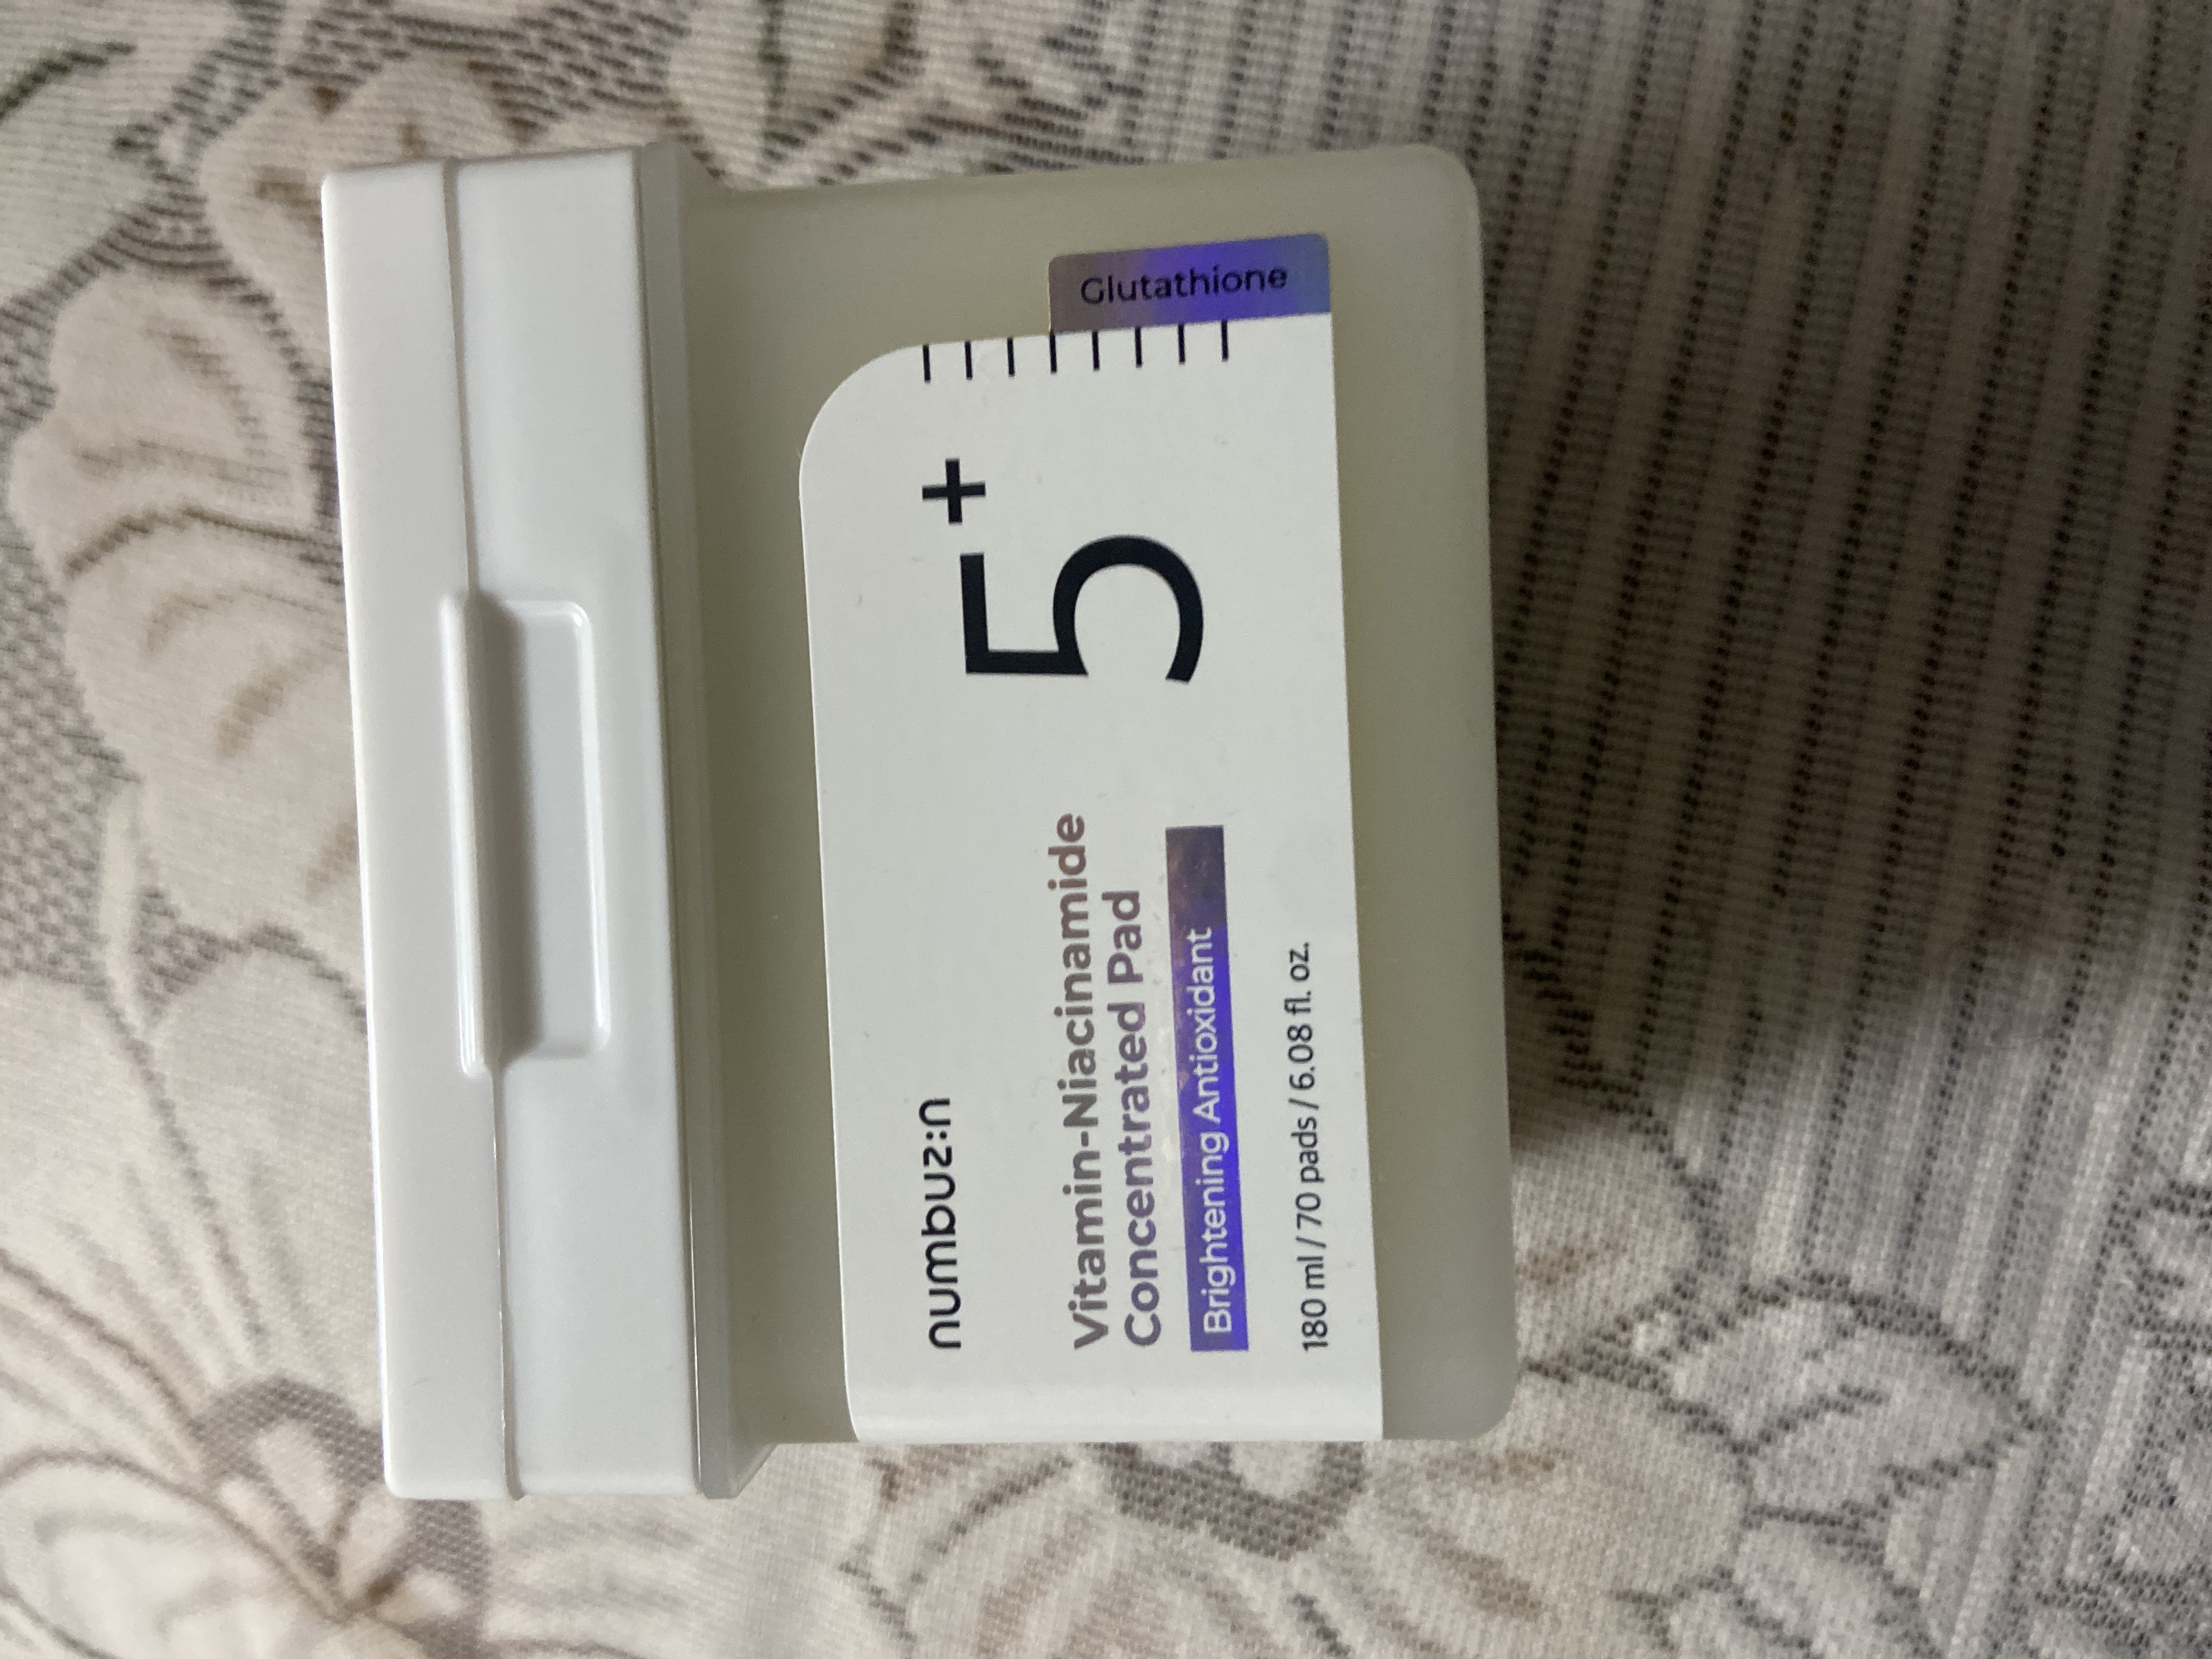 numbuz:n
5+
Vitamin-Niacinamide
Concentrated Pad
Brightening Antioxidant
180 ml / 70 pads / 6.08 fl. oz.
Glutathione